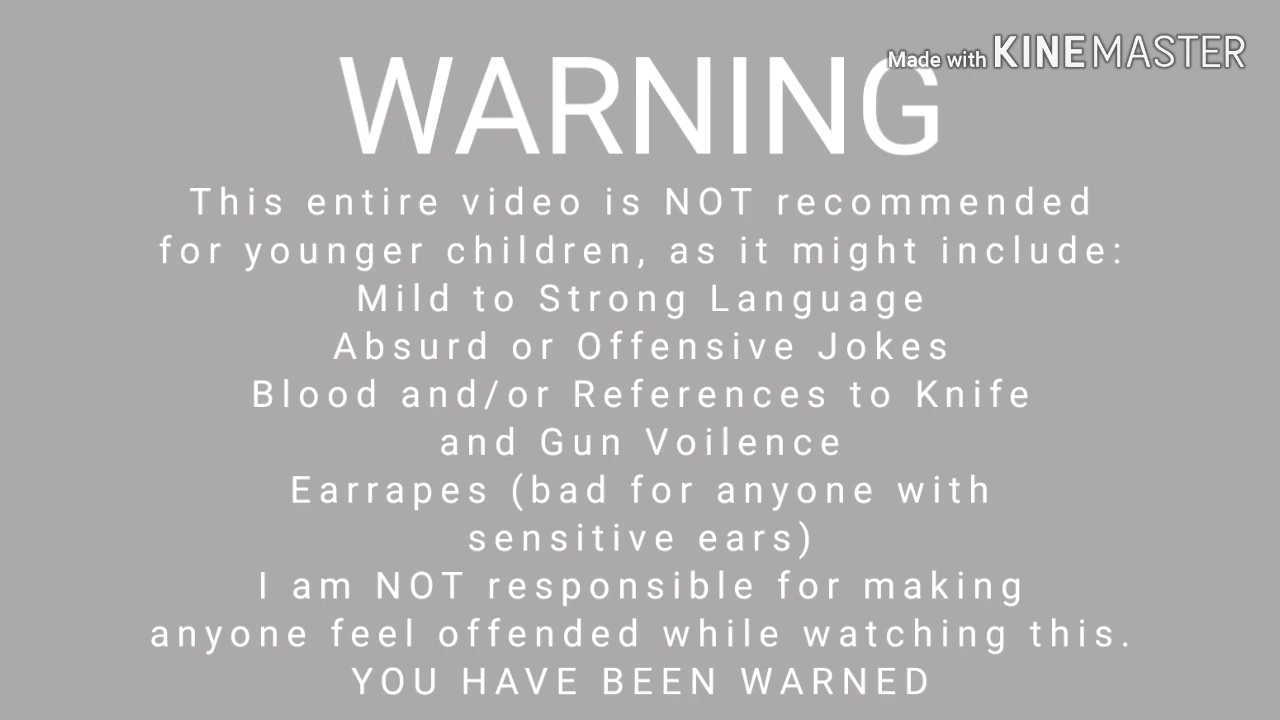 Made with KINEMASTER
WARNING
This entire video is NOT recommended
for younger children, as it might include:
Mild to Strong Language
Absurd or Offensive Jokes
Blood and/or References to Knife
and Gun Voilence
Earrapes (bad for anyone with
sensitive ears)
I am NOT responsible for making
anyone feel offended while watching this.
YOU HAVE BEEN WARNED